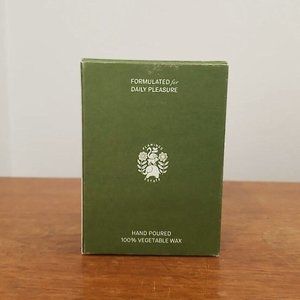 FORMULATED for
DAILY PLEASURE
HAND POURED
100% VEGETABLE WAX